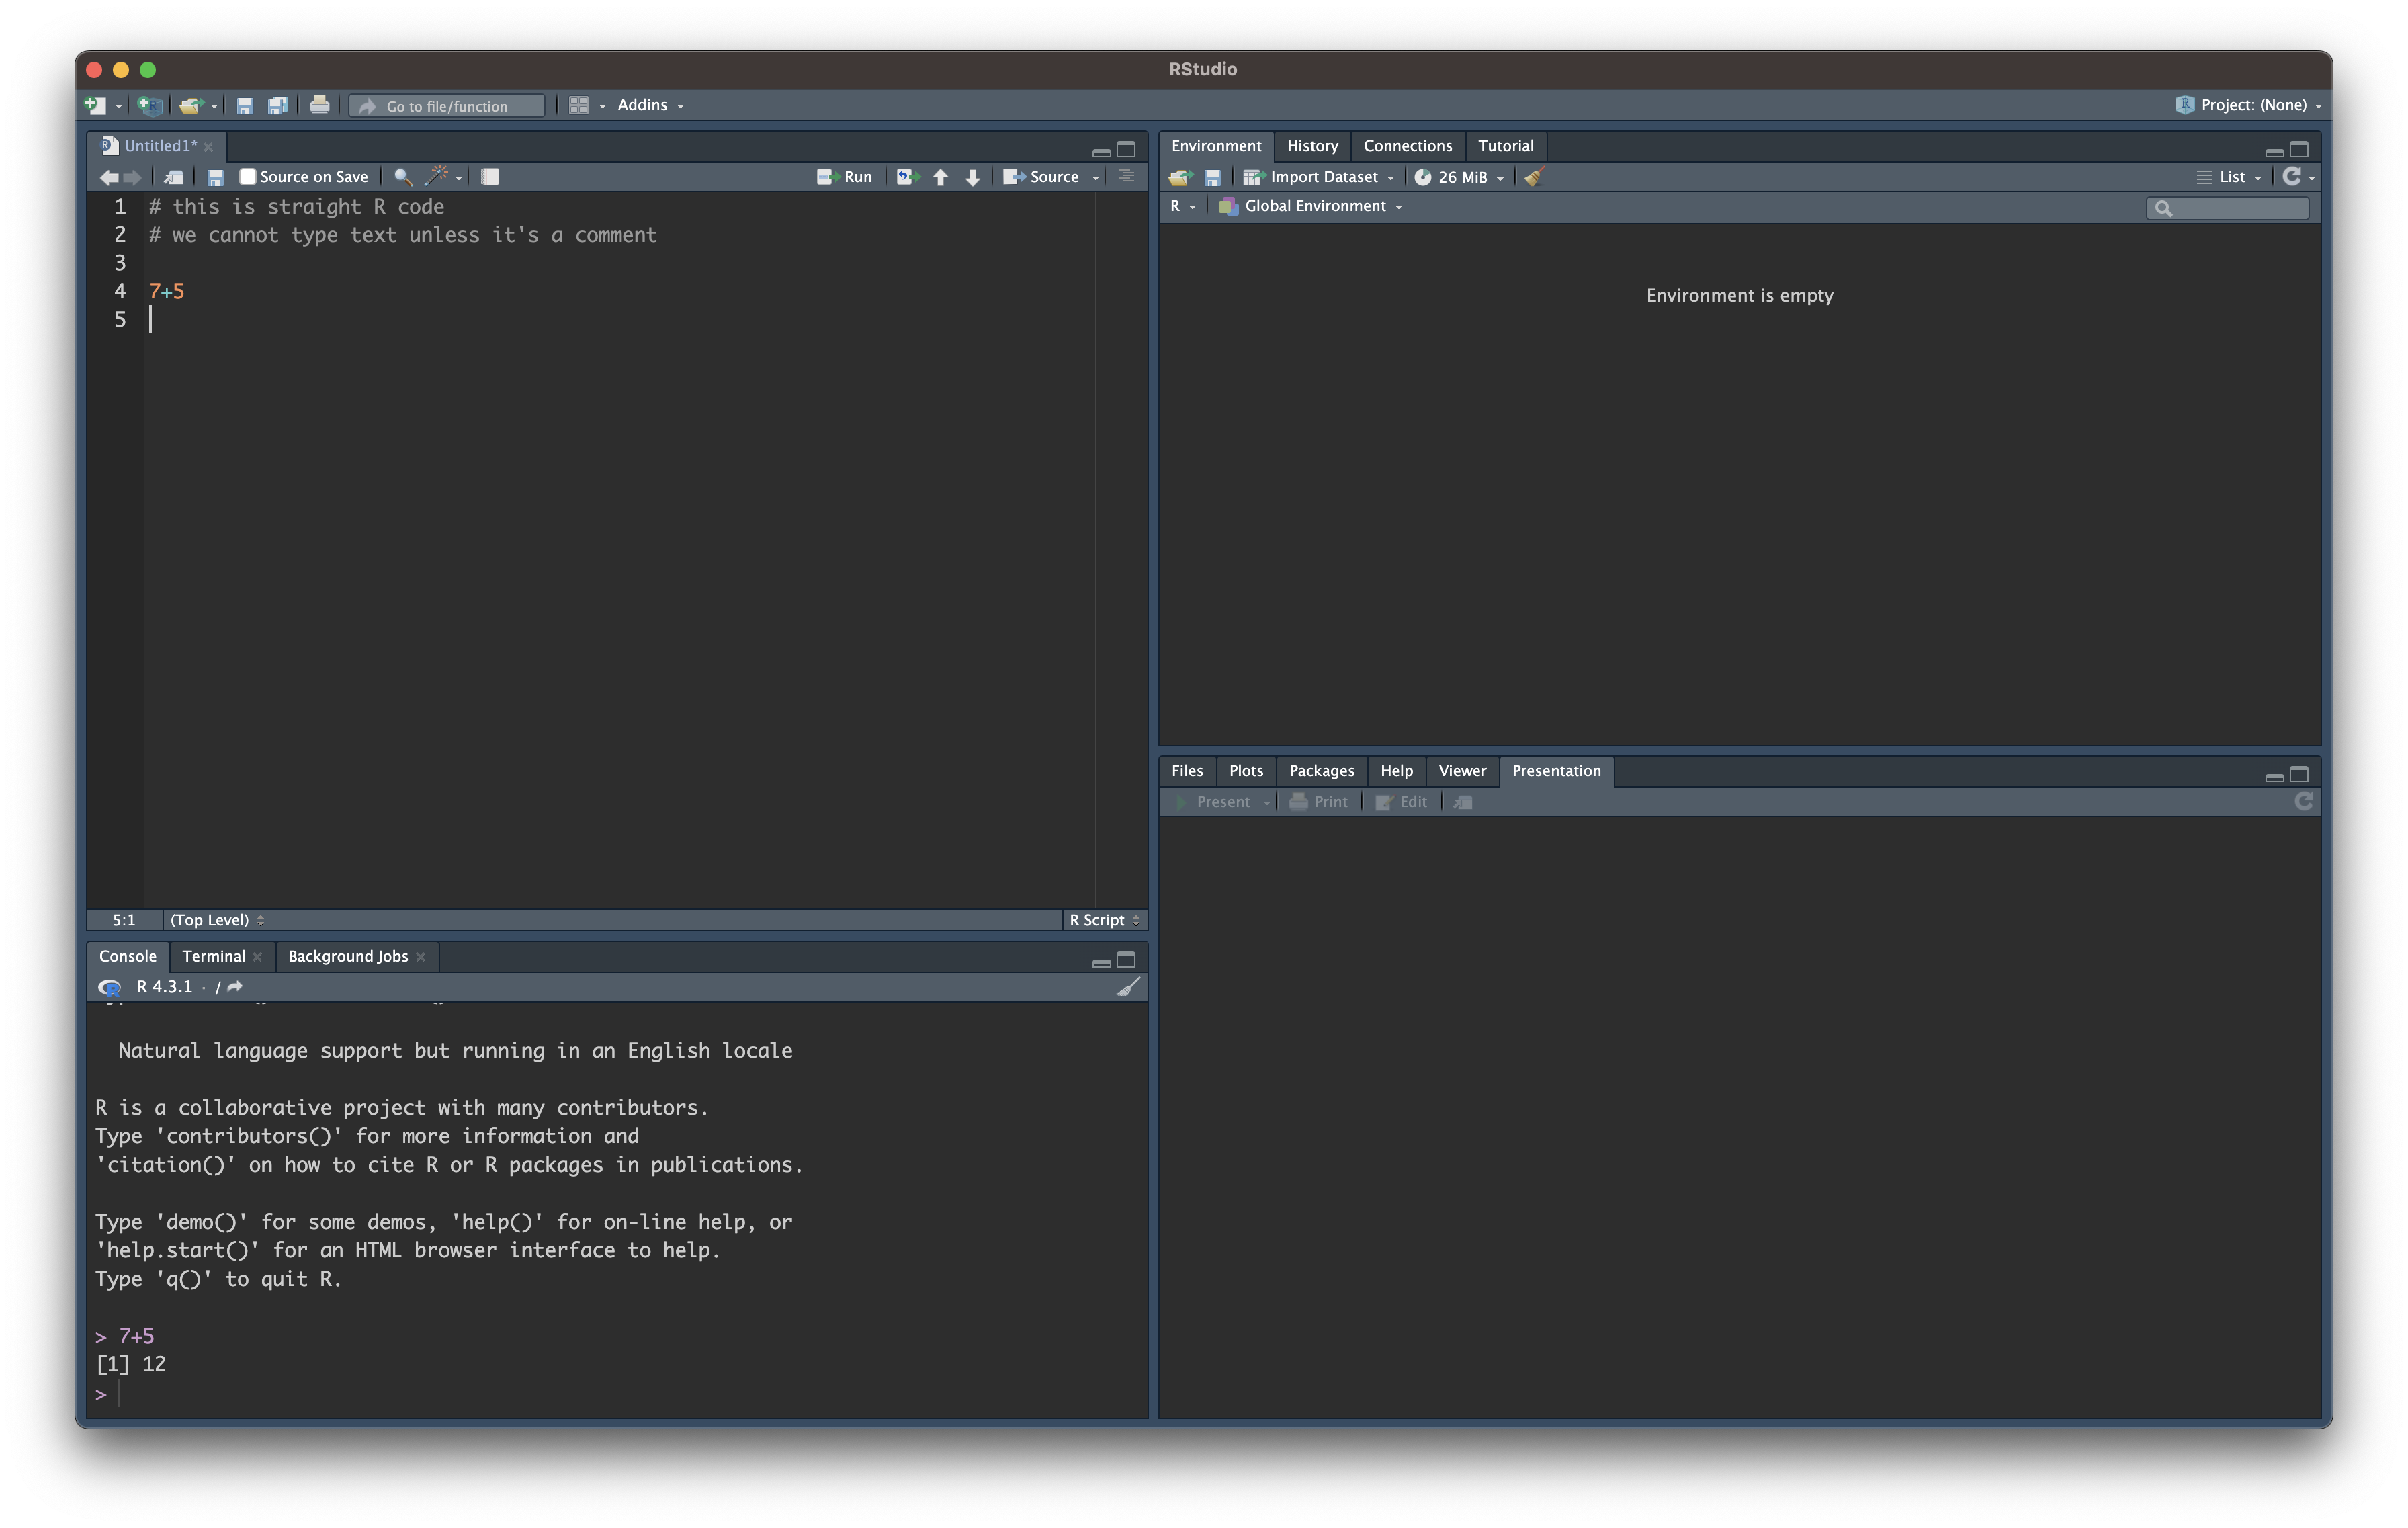 RStudio
Go to file/function Addins Project: (None)
Untitled1*
Source on Save Run Source
1 # this is straight R code
2 # we cannot type text unless it's a comment
3
4 7+5
5
5:1 (Top Level) R Script
Console Terminal Background Jobs
R 4.3.1 · /
Natural language support but running in an English locale
R is a collaborative project with many contributors.
Type 'contributors()' for more information and
'citation()' on how to cite R or R packages in publications.
Type 'demo()' for some demos, 'help()' for on-line help, or
'help.start()' for an HTML browser interface to help.
Type 'q()' to quit R.
> 7+5
[1] 12
>
Environment History Connections Tutorial
Import Dataset 26 MiB List
R Global Environment
Environment is empty
Files Plots Packages Help Viewer Presentation
Present Print Edit